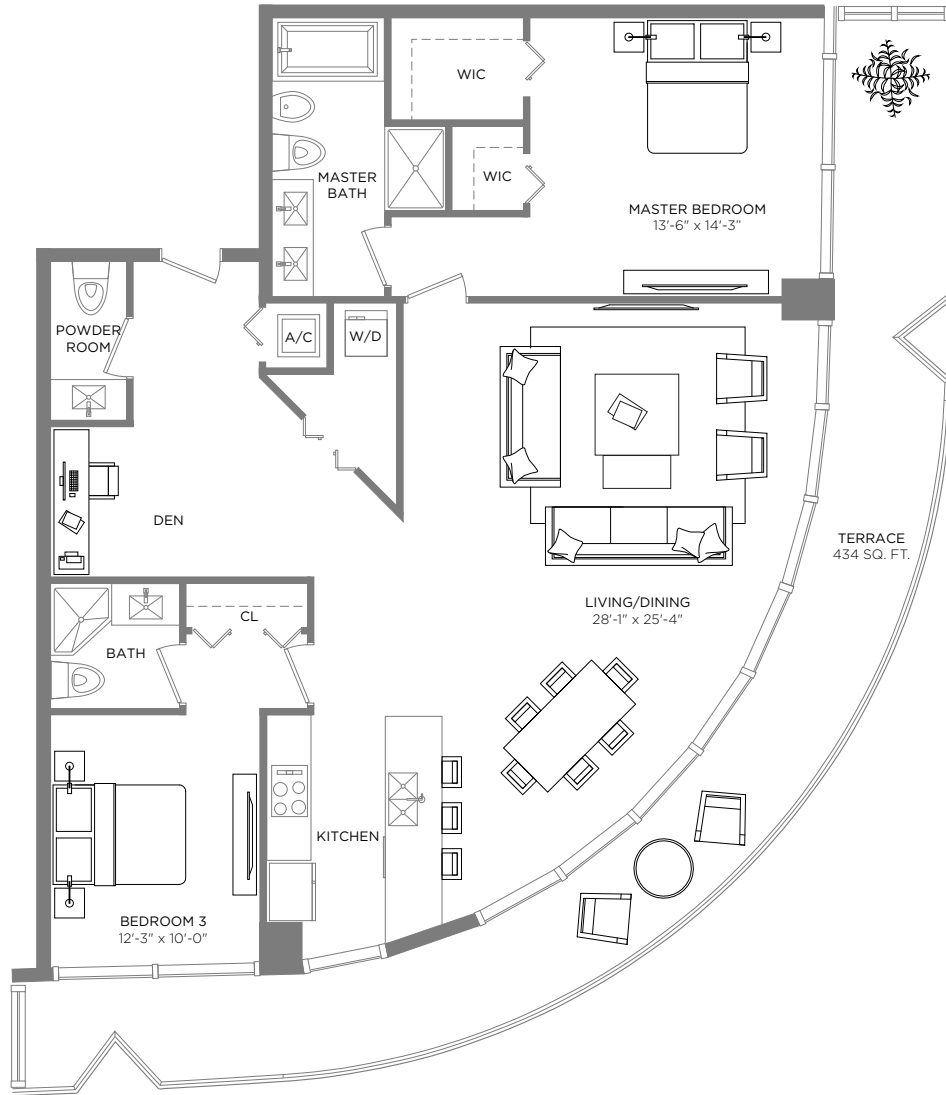 WIC
WIC
MASTER
BATH
MASTER BEDROOM
13'-6" x 14'-3"
POWDER
ROOM
A/C
W/D
DEN
TERRACE
434 SQ. FT.
LIVING/DINING
28'-1" x 25'-4"
CL
BATH
KITCHEN
BEDROOM 3
12'-3" x 10'-0"